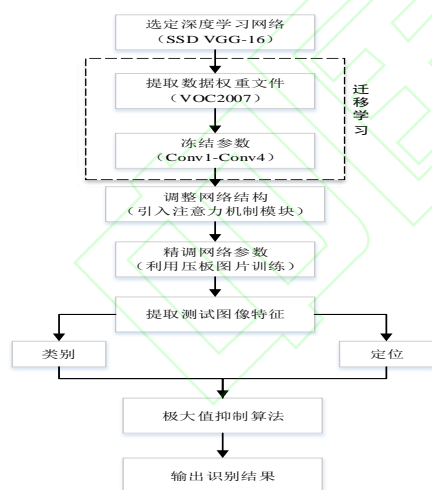 选定深度学习网络
（SSD VGG-16）
提取数据权重文件
（VOC2007）
迁移学习
冻结参数
（Conv1-Conv4）
调整网络结构
（引入注意力机制模块）
精调网络参数
（利用压板图片训练）
提取测试图像特征
类别
定位
极大值抑制算法
输出识别结果